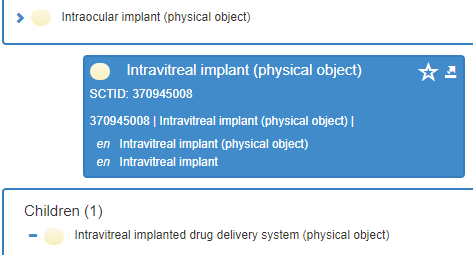 Intraocular implant (physical object)
Intravitreal implant (physical object)
SCTID: 370945008
370945008 | Intravitreal implant (physical object) |
en Intravitreal implant (physical object)
en Intravitreal implant
Children (1)
Intravitreal implanted drug delivery system (physical object)